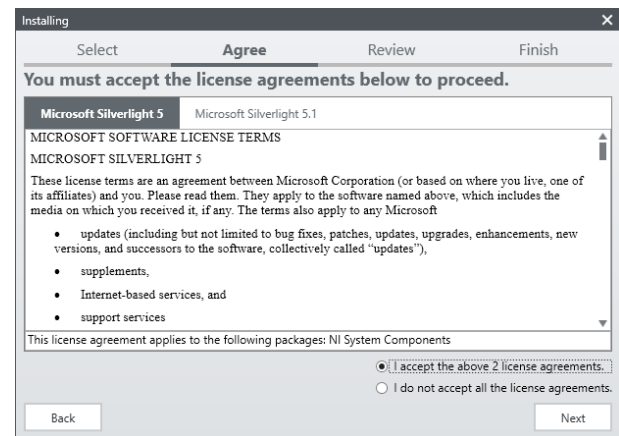 Installing
Select Agree Review Finish
You must accept the license agreements below to proceed.
Microsoft Silverlight 5 Microsoft Silverlight 5.1
MICROSOFT SOFTWARE LICENSE TERMS
MICROSOFT SILVERLIGHT 5
These license terms are an agreement between Microsoft Corporation (or based on where you live, one of
its affiliates) and you. Please read them. They apply to the software named above, which includes the
media on which you received it, if any. The terms also apply to any Microsoft
• updates (including but not limited to bug fixes, patches, updates, upgrades, enhancements, new
versions, and successors to the software, collectively called “updates”),
• supplements,
• Internet-based services, and
• support services
This license agreement applies to the following packages: NI System Components
I accept the above 2 license agreements.
I do not accept all the license agreements.
Back Next